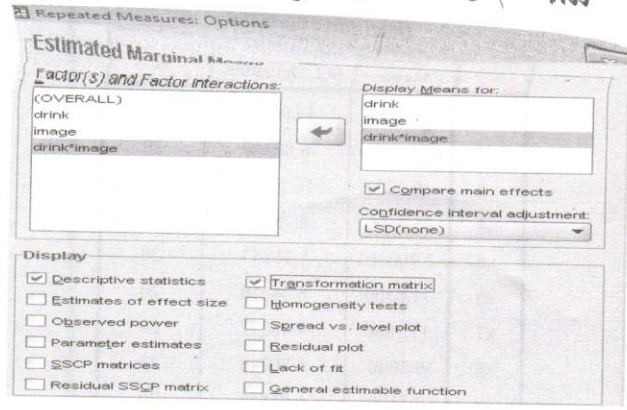 Repeated Measures: Options
Estimated Marginal Means
Factor(s) and Factor Interactions:
(OVERALL)
drink
image
drink*image
Display Means for:
drink
image
drink*image
Compare main effects
Confidence interval adjustment:
LSD(none)
Display
Descriptive statistics
Estimates of effect size
Observed power
Parameter estimates
SSCP matrices
Residual SSCP matrix
Transformation matrix
Homogeneity tests
Spread vs. level plot
Residual plot
Lack of fit
General estimable function